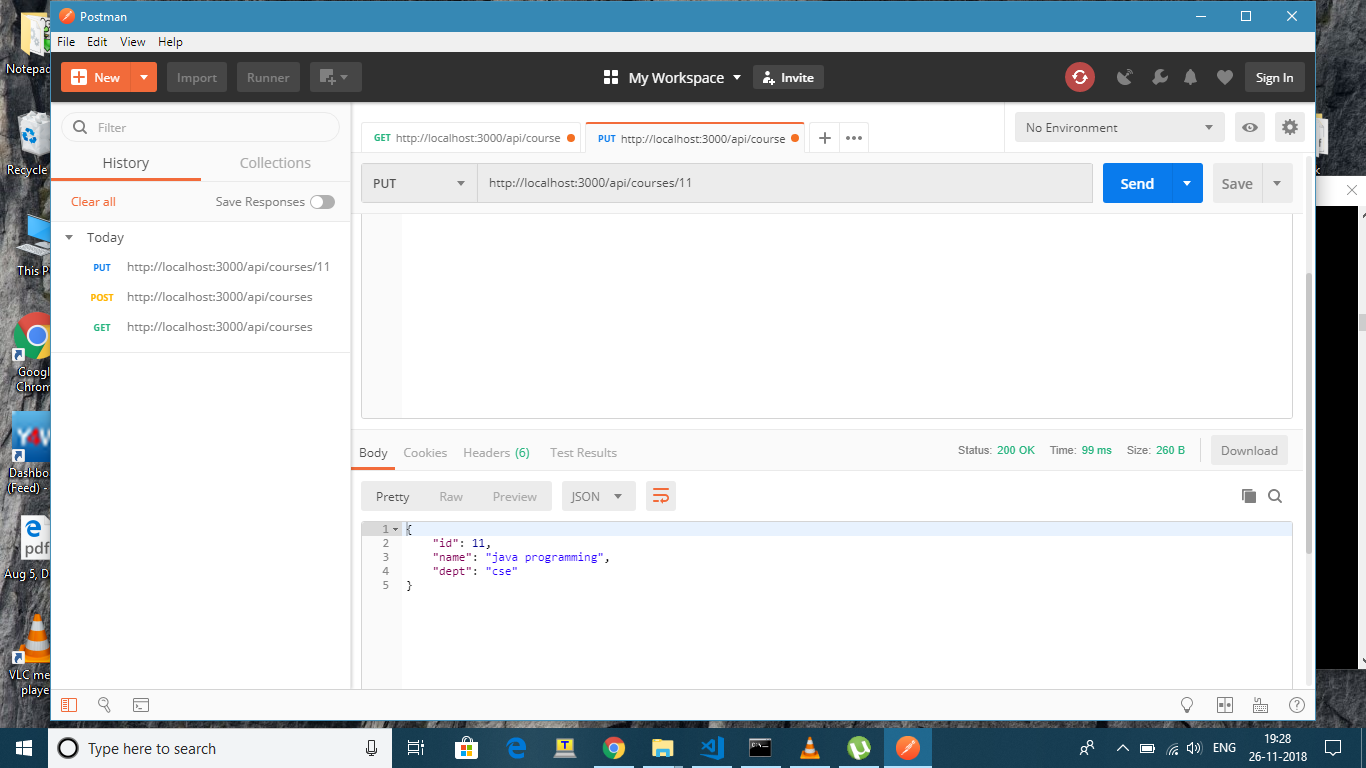 Postman
File Edit View Help
New Import Runner My Workspace Invite Sign In
Filter
History Collections
Clear all Save Responses
Today
PUT http://localhost:3000/api/courses/11
POST http://localhost:3000/api/courses
GET http://localhost:3000/api/courses
GET http://localhost:3000/api/course PUT http://localhost:3000/api/course No Environment
PUT http://localhost:3000/api/courses/11 Send Save
Body Cookies Headers (6) Test Results Status: 200 OK Time: 99 ms Size: 260 B Download
Pretty Raw Preview JSON
1 {
2 "id": 11,
3 "name": "java programming",
4 "dept": "cse"
5 }
Notepad
Recycle
This P
Google
Chrom
Y4W
Dashbo
(Feed) -
pdf
Aug 5, D
VLC me
playe
Type here to search
ENG
19:28
26-11-2018